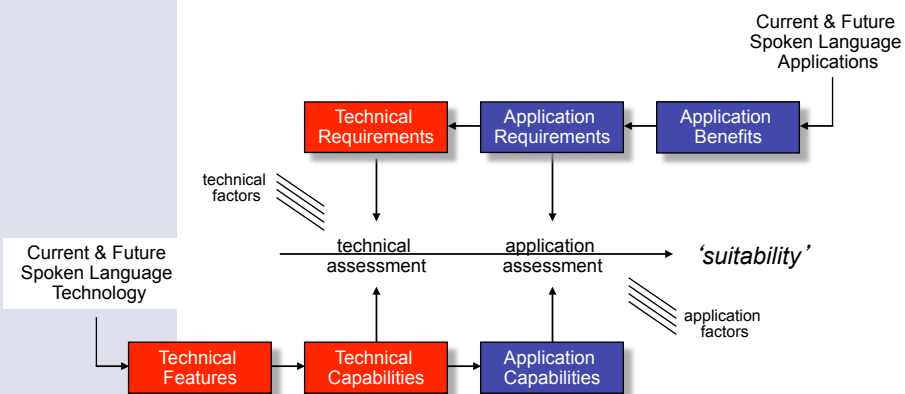 Current & Future
Spoken Language
Applications
Technical
Requirements
Application
Requirements
Application
Benefits
technical
factors
technical
assessment
application
assessment
'suitability'
Current & Future
Spoken Language
Technology
application
factors
Technical
Features
Technical
Capabilities
Application
Capabilities